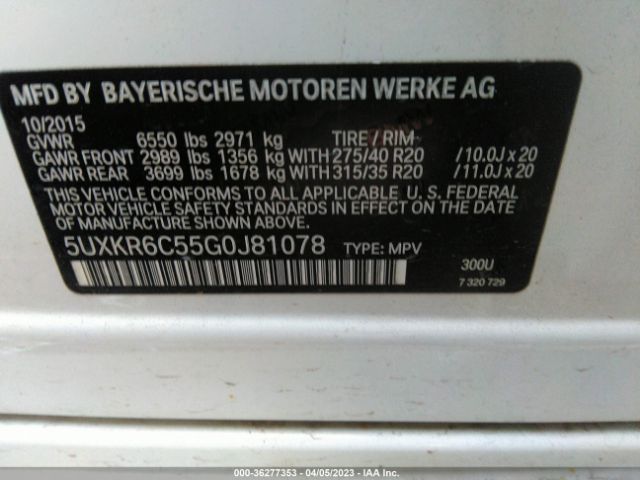 MFD BY BAYERISCHE MOTOREN WERKE AG
10/2015
GVWR 6550 lbs 2971 kg TIRE / RIM
GAWR FRONT 2989 lbs 1356 kg WITH 275/40 R20 /10.0J x 20
GAWR REAR 3699 lbs 1678 kg WITH 315/35 R20 /11.0J x 20
THIS VEHICLE CONFORMS TO ALL APPLICABLE U. S. FEDERAL
MOTOR VEHICLE SAFETY STANDARDS IN EFFECT ON THE DATE
OF MANUFACTURE SHOWN ABOVE.
5UXKR6C55G0J81078 TYPE: MPV 300U
7 320 729
000-36277353 - 04/05/2023 - IAA Inc.